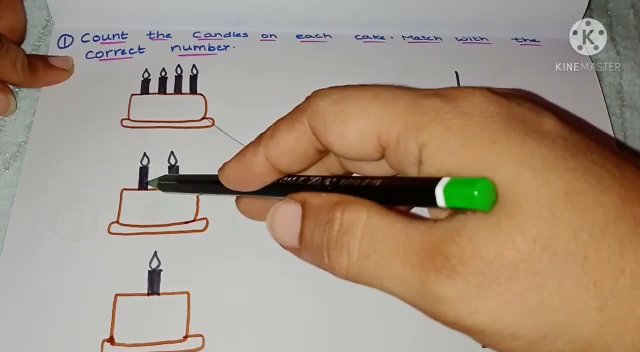 ① Count the Candles on each cake. Match with the
correct number.
K
KINEMASTER